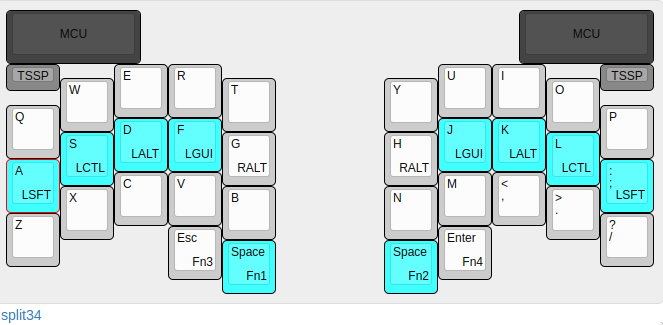 MCU MCU
TSSP E R U I TSSP
W T Y O
Q P
D LALT F LGUI J LGUI K LALT
S LCTL G RALT H RALT L LCTL
A LSFT : ; LSFT
C V M < ,
X B N > .
Z ? /
Esc Fn3 Enter Fn4
Space Fn1 Space Fn2
split34